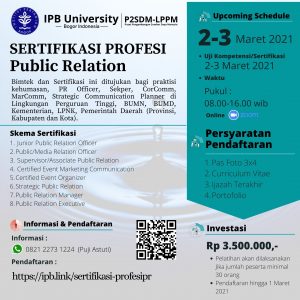 IPB University
Bogor Indonesia
P2SDM-LPPM
SERTIFIKASI PROFESI
Public Relation
Bimtek dan Sertifikasi ini ditujukan bagi praktisi
kehumasan, PR Officer, Sekper, CorComm,
MarComm, Strategic Communication Planner di
Lingkungan Perguruan Tinggi, BUMN, BUMD,
Kementerian, LPNK, Pemerintah Daerah (Provinsi,
Kabupaten dan Kota).
Skema Sertifikasi
1. Junior Public Relation Officer
2.Public/Media Relation Officer
3. Supervisor/Associate Public Relation
4. Certified Event Marketing Communication
5.Certified Event Organizer
6.Strategic Public Relation
7.Public Relation Manager
8.Public Relation Executive
Informasi & Pendaftaran
Informasi :
0821 2273 1224 (Puji Astuti)
Pendaftaran :
https://ipb.link/sertifikasi-profesipr
Upcoming Schedule
2-3 Maret 2021
Uji Kompetensi/Sertifikasi
2-3 Maret 2021
Waktu
Pukul :
08.00-16.00 wib
Online
zoom
Persyaratan
Pendaftaran
1.Pas Foto 3x4
2.Curriculum Vitae
3.Ijazah Terakhir
4.Portofolio
Investasi
Rp 3.500.000,-
Pelatihan akan dilaksanakan
jika jumlah peserta minimal
30 orang
Pendaftaran hingga 1 Maret
2021